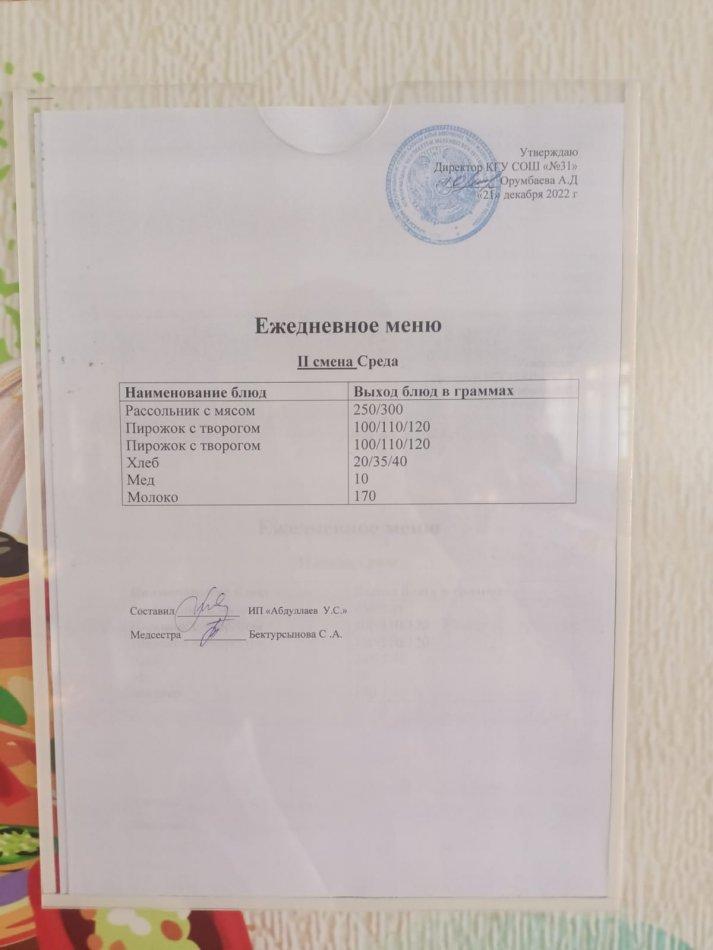 Утверждаю
Директор КГУ СОШ «№31»
Орумбаева А.Д
«21» декабря 2022 г
Ежедневное меню
II смена Среда
Наименование блюд Выход блюд в граммах
Рассольник с мясом 250/300
Пирожок с творогом 100/110/120
Пирожок с творогом 100/110/120
Хлеб 20/35/40
Мед 10
Молоко 170
Составил ИП «Абдуллаев У.С.»
Медсестра Бектурсынова С .А.